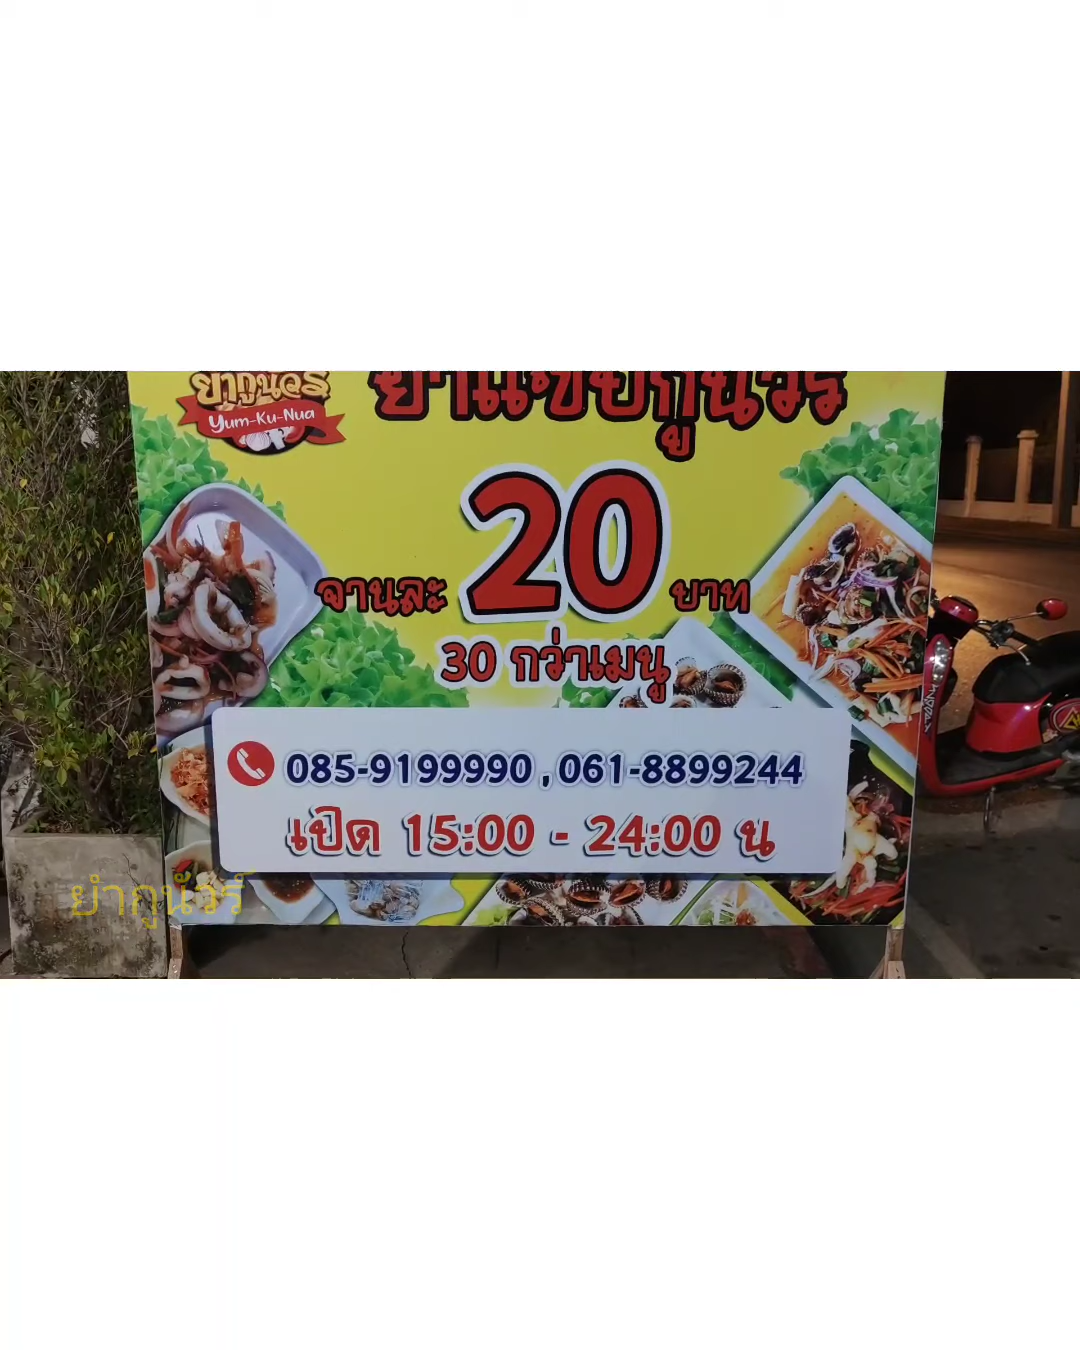 ยำกูนัวร์
Yum-Ku-Nua
ยำแซ่บกูนัวร์
จานละ 20 บาท
30 กว่าเมนู
085-9199990 , 061-8899244
เปิด 15:00 - 24:00 น
ยำกูนัวร์